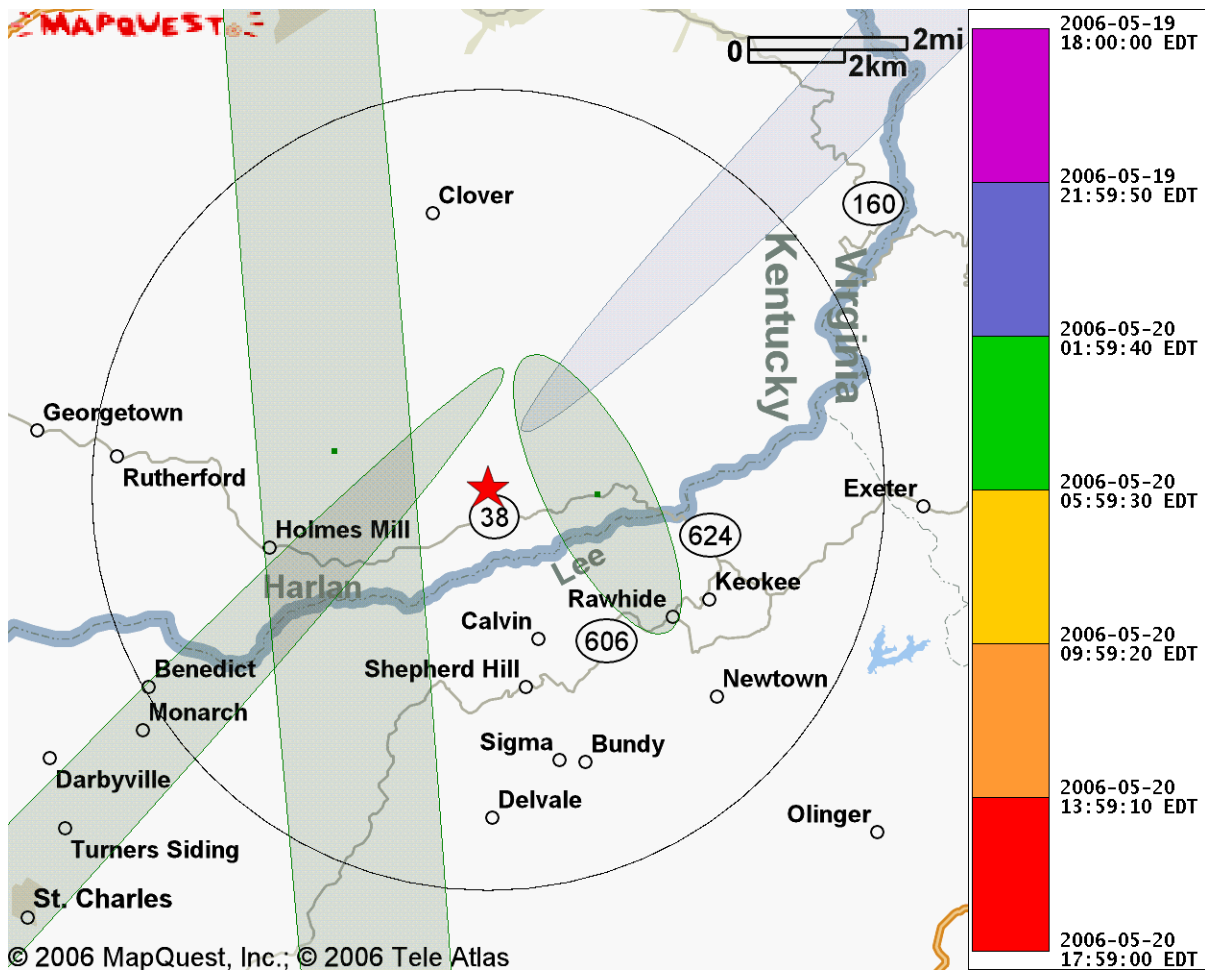 MAPQUEST
2mi
0
2km
Clover
160
Kentucky
Virginia
Georgetown
Rutherford
Holmes Mill
38
Exeter
624
Harlan
Lee
Keokee
Rawhide
Calvin
606
Benedict
Shepherd Hill
Newtown
Monarch
Sigma
Bundy
Darbyville
Delvale
Olinger
Turners Siding
St. Charles
© 2006 MapQuest, Inc.; © 2006 Tele Atlas
2006-05-19
18:00:00 EDT
2006-05-19
21:59:50 EDT
2006-05-20
01:59:40 EDT
2006-05-20
05:59:30 EDT
2006-05-20
09:59:20 EDT
2006-05-20
13:59:10 EDT
2006-05-20
17:59:00 EDT